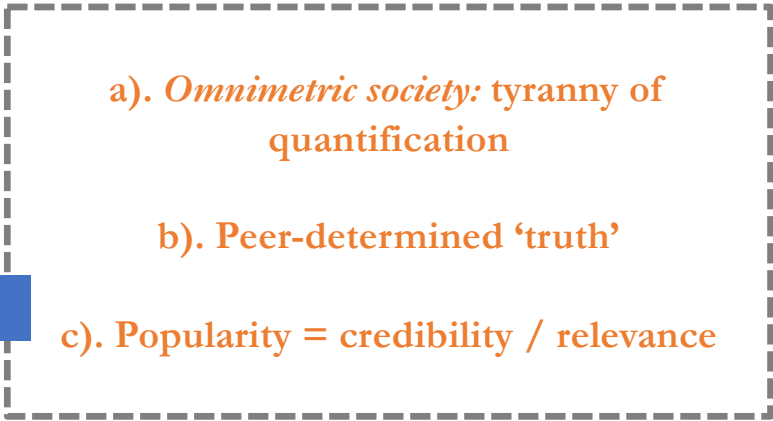 a). Omnimetric society: tyranny of
quantification
b). Peer-determined ‘truth’
c). Popularity = credibility / relevance